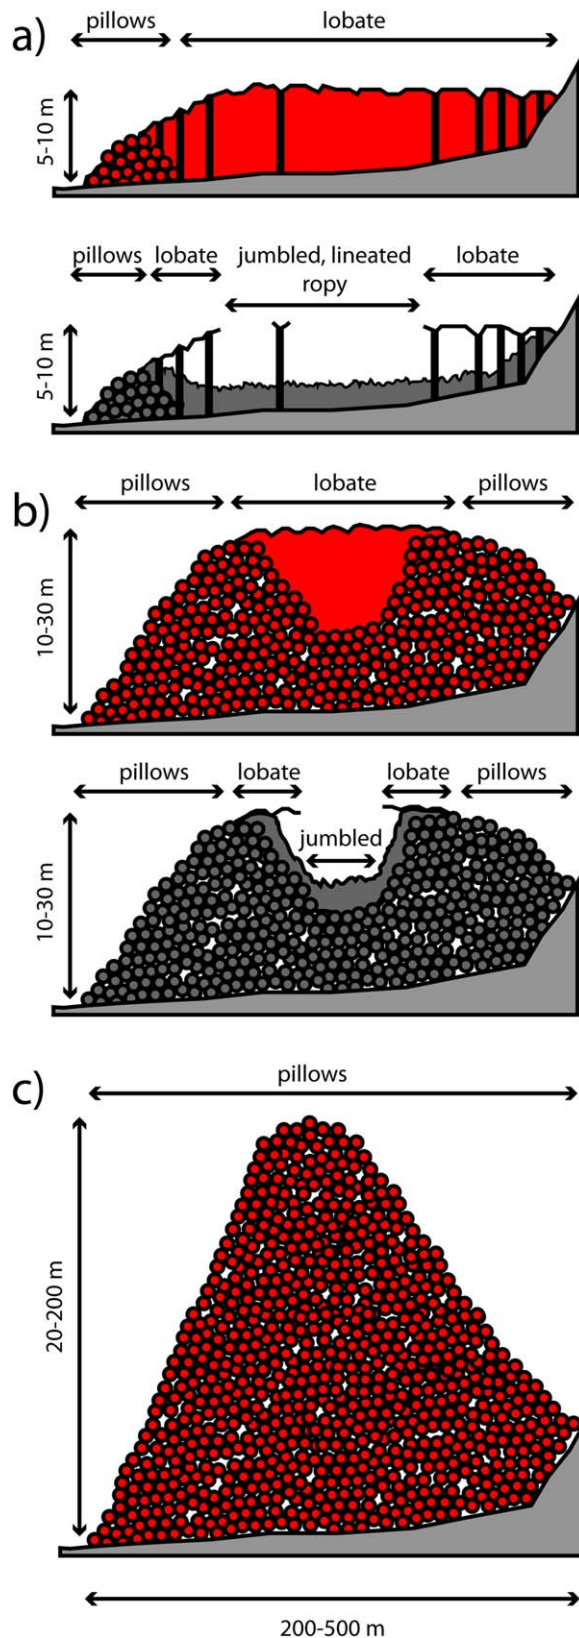 a)
pillows
lobate
5-10 m
pillows
lobate
jumbled, lineated
ropy
lobate
5-10 m
b)
pillows
lobate
pillows
10-30 m
pillows
lobate
lobate
pillows
jumbled
10-30 m
c)
pillows
20-200 m
200-500 m